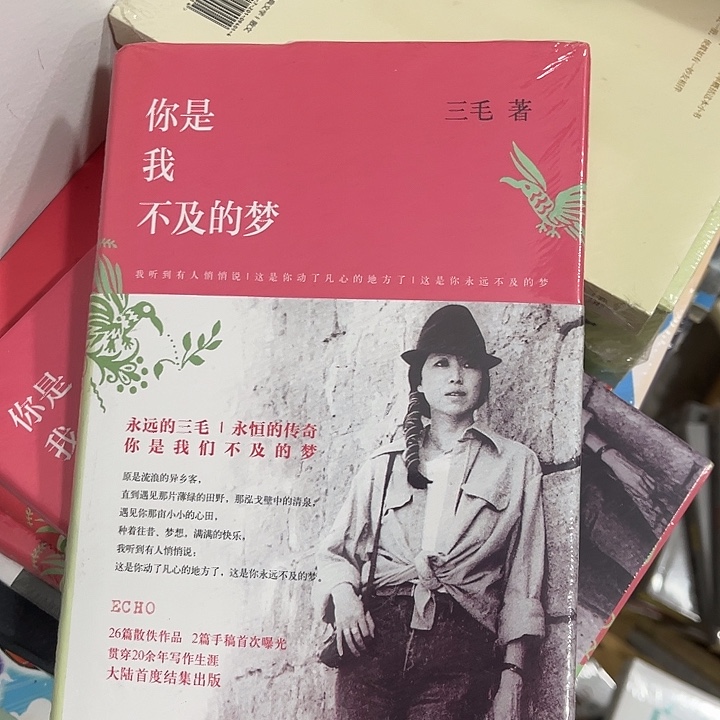 你是
我
不及的梦
三毛 著
我听到有人悄悄说|这是你动了凡心的地方了|这是你永远不及的梦
永远的三毛|永恒的传奇
你是我们不及的梦
原是流浪的异乡客，
直到遇见那片薄绿的田野，那泓戈壁中的清泉，
遇见你那亩小小的心田，
种着往昔、梦想，满满的快乐，
我听到有人悄悄说：
这是你动了凡心的地方了，这是你永远不及的梦。
ECHO
26篇散佚作品 2篇手稿首次曝光
贯穿20余年写作生涯
大陆首度结集出版
你是
我